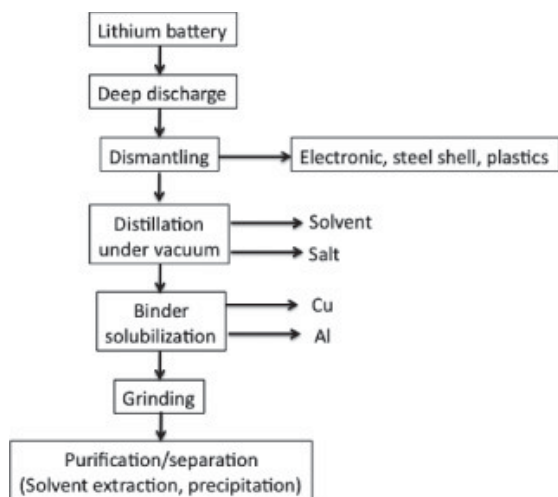 Lithium battery
Deep discharge
Dismantling
Electronic, steel shell, plastics
Distillation
under vacuum
Solvent
Salt
Binder
solubilization
Cu
Al
Grinding
Purification/separation
(Solvent extraction, precipitation)